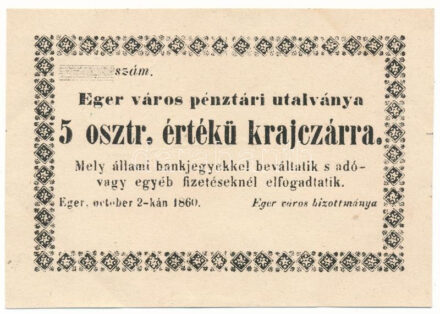 szám.
Eger város pénztári utalványa
5 osztr. értékü krajczárra.
Mely állami bankjegyekkel beváltatik s adó-
vagy egyéb fizetéseknél elfogadtatik.
Eger, october 2-kán 1860. Eger város bizottmánya